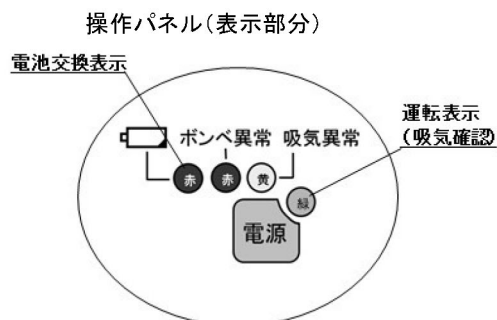 操作パネル（表示部分）
電池交換表示
運転表示
（吸気確認）
ボンベ異常 吸気異常
赤 赤 黄
緑
電源